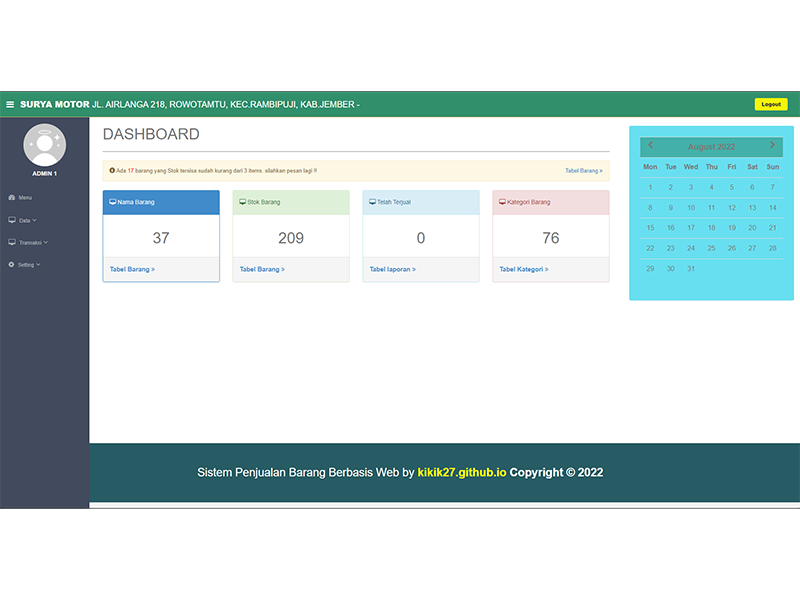 SURYA MOTOR JL. AIRLANGA 218, ROWOTAMTU, KEC.RAMBIPUJI, KAB.JEMBER -
Logout
ADMIN 1
Menu
Data
Transaksi
Setting
DASHBOARD
Ada 17 barang yang Stok tersisa sudah kurang dari 3 items. silahkan pesan lagi !!
Tabel Barang »
Nama Barang
37
Tabel Barang »
Stok Barang
209
Tabel Barang »
Telah Terjual
0
Tabel laporan »
Kategori Barang
76
Tabel Kategori »
August 2022
Mon Tue Wed Thu Fri Sat Sun
1 2 3 4 5 6 7
8 9 10 11 12 13 14
15 16 17 18 19 20 21
22 23 24 25 26 27 28
29 30 31
Sistem Penjualan Barang Berbasis Web by kikik27.github.io Copyright © 2022